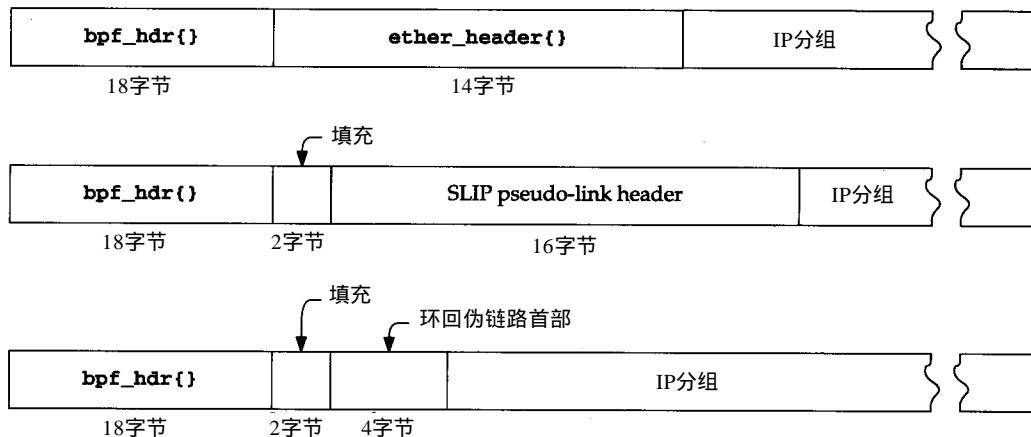 bpf_hdr{} ether_header{} IP分组
18字节 14字节
填充
bpf_hdr{} SLIP pseudo-link header IP分组
18字节 2字节 16字节
填充
环回伪链路首部
bpf_hdr{} IP分组
18字节 2字节 4字节